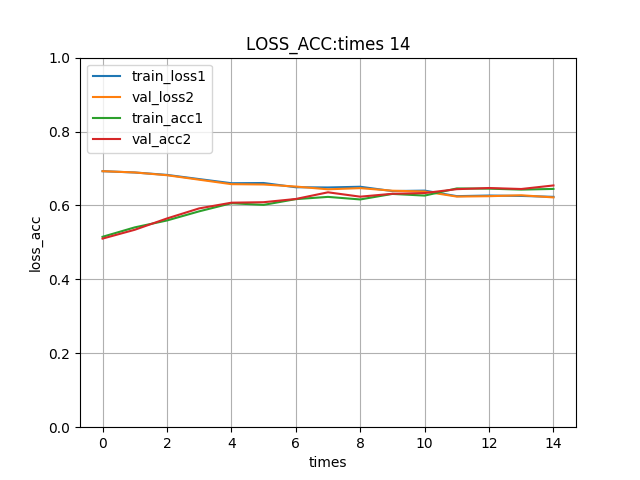 LOSS_ACC:times 14
1.0
0.8
0.6
0.4
0.2
0.0
loss_acc
train_loss1
val_loss2
train_acc1
val_acc2
0 2 4 6 8 10 12 14
times